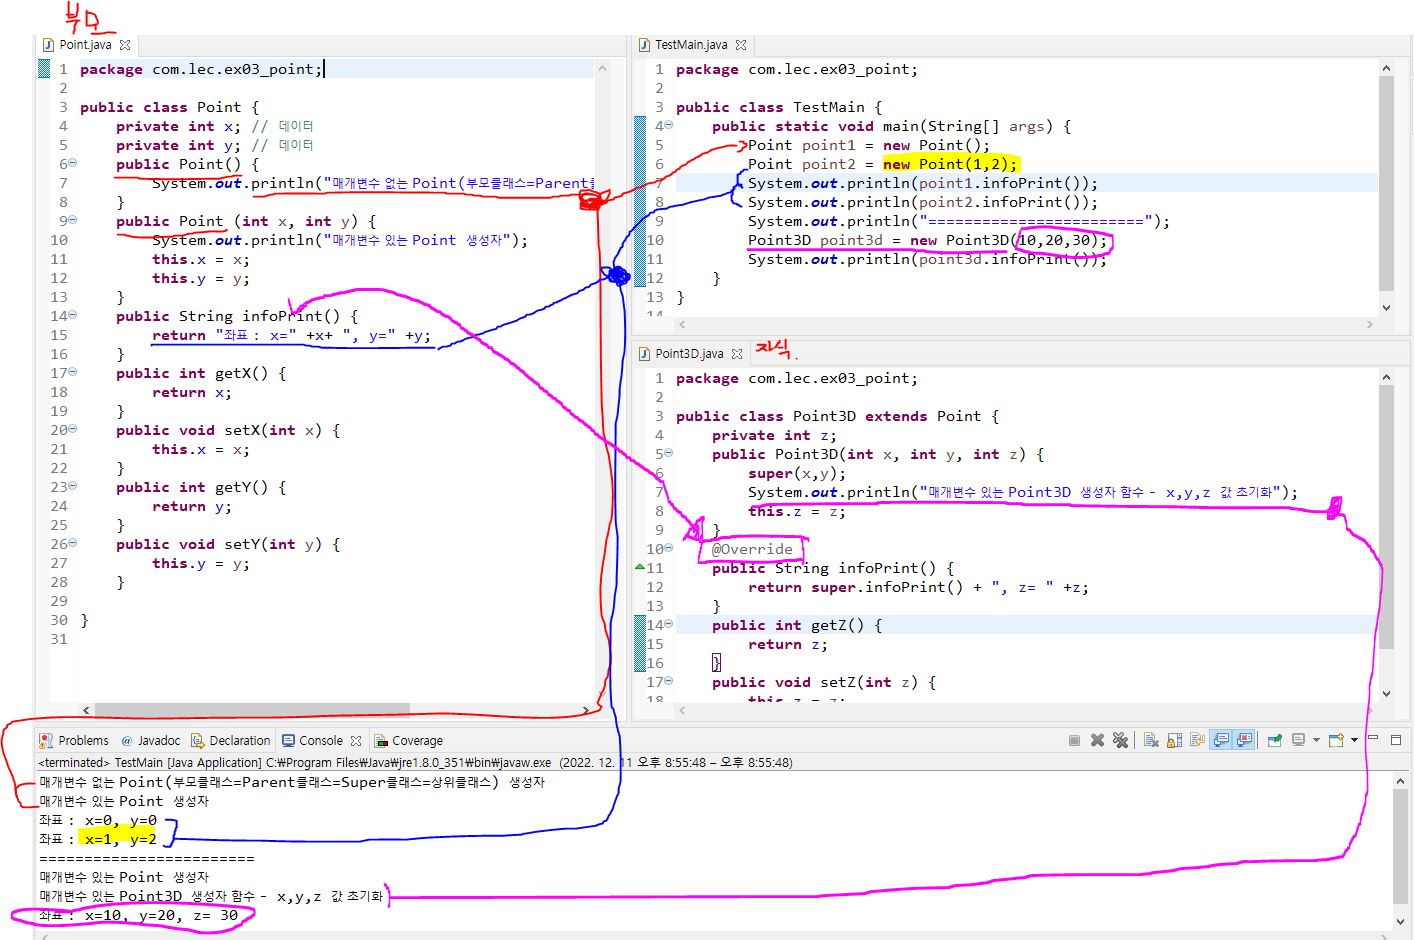 부모
Point.java
1 package com.lec.ex03_point;
2
3 public class Point {
4 private int x; // 데이터
5 private int y; // 데이터
6 public Point() {
7 System.out.println("매개변수 없는 Point(부모클래스=Parent클
8 }
9 public Point (int x, int y) {
10 System.out.println("매개변수 있는 Point 생성자");
11 this.x = x;
12 this.y = y;
13 }
14 public String infoPrint() {
15 return "좌표 : x=" +x+ ", y=" +y;
16 }
17 public int getX() {
18 return x;
19 }
20 public void setX(int x) {
21 this.x = x;
22 }
23 public int getY() {
24 return y;
25 }
26 public void setY(int y) {
27 this.y = y;
28 }
29
30 }
31
TestMain.java
1 package com.lec.ex03_point;
2
3 public class TestMain {
4 public static void main(String[] args) {
5 Point point1 = new Point();
6 Point point2 = new Point(1,2);
7 System.out.println(point1.infoPrint());
8 System.out.println(point2.infoPrint());
9 System.out.println("========================");
10 Point3D point3d = new Point3D(10,20,30);
11 System.out.println(point3d.infoPrint());
12 }
13 }
14
Point3D.java
자식.
1 package com.lec.ex03_point;
2
3 public class Point3D extends Point {
4 private int z;
5 public Point3D(int x, int y, int z) {
6 super(x,y);
7 System.out.println("매개변수 있는 Point3D 생성자 함수 - x,y,z 값 초기화");
8 this.z = z;
9 }
10 @Override
11 public String infoPrint() {
12 return super.infoPrint() + ", z= " +z;
13 }
14 public int getZ() {
15 return z;
16 }
17 public void setZ(int z) {
18 this.z = z;
Problems @ Javadoc Declaration Console Coverage
<terminated> TestMain [Java Application] C:₩Program Files₩Java₩jre1.8.0_351₩bin₩javaw.exe (2022. 12. 11 오후 8:55:48 – 오후 8:55:48)
매개변수 없는 Point(부모클래스=Parent클래스=Super클래스=상위클래스) 생성자
매개변수 있는 Point 생성자
좌표 : x=0, y=0
좌표 : x=1, y=2
========================
매개변수 있는 Point 생성자
매개변수 있는 Point3D 생성자 함수 - x,y,z 값 초기화
좌표 : x=10, y=20, z= 30